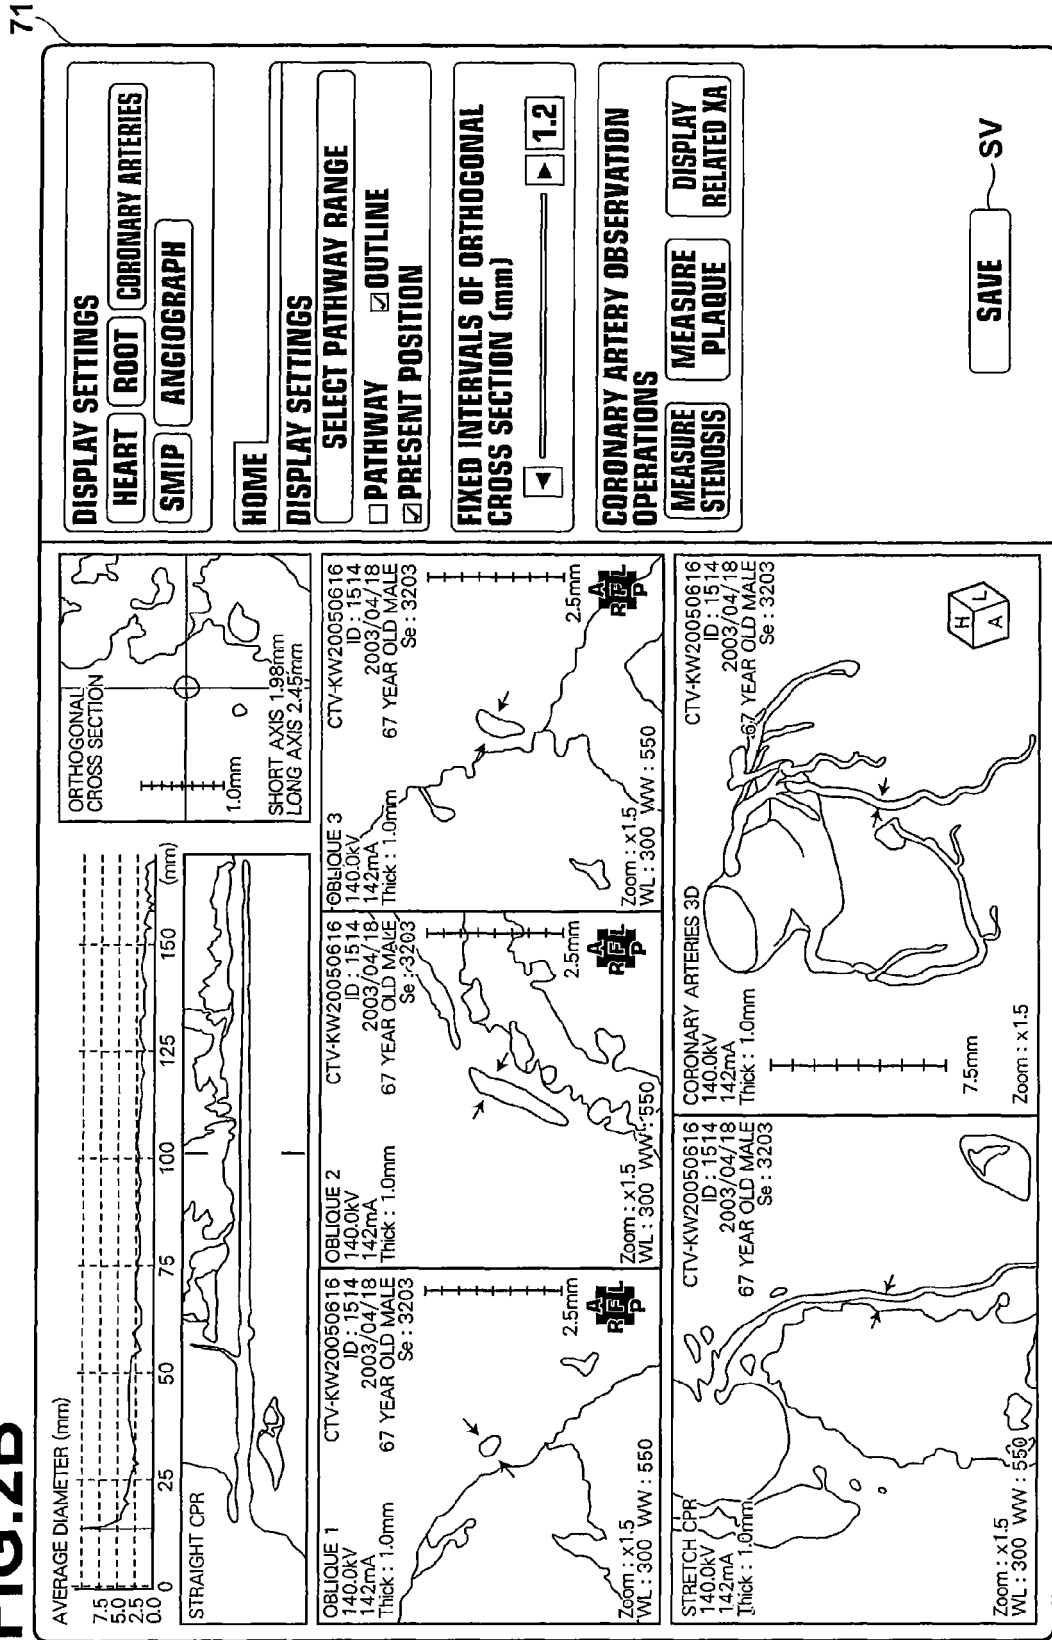 FIG.2B
71
AVERAGE DIAMETER (mm)
7.5
5.0
2.5
0.0
0 25 50 75 100 125 150 (mm)
STRAIGHT CPR
ORTHOGONAL
CROSS SECTION
1.0mm
SHORT AXIS 1.98mm
LONG AXIS 2.45mm
OBLIQUE 1
140.0kV
142mA
Thick : 1.0mm
CTV-KW20050616
ID : 1514
2003/04/18
67 YEAR OLD MALE
Se : 3203
2.5mm
A
R F L
P
Zoom : x1.5
WL : 300 WW : 550
OBLIQUE 2
140.0kV
142mA
Thick : 1.0mm
CTV-KW20050616
ID : 1514
2003/04/18
67 YEAR OLD MALE
Se : 3203
2.5mm
A
R F L
P
Zoom : x1.5
WL : 300 WW : 550
OBLIQUE 3
140.0kV
142mA
Thick : 1.0mm
CTV-KW20050616
ID : 1514
2003/04/18
67 YEAR OLD MALE
Se : 3203
2.5mm
A
R F L
P
Zoom : x1.5
WL : 300 WW : 550
STRETCH CPR
140.0kV
142mA
Thick : 1.0mm
CTV-KW20050616
ID : 1514
2003/04/18
67 YEAR OLD MALE
Se : 3203
Zoom : x1.5
WL : 300 WW : 550
CORONARY ARTERIES 3D
140.0kV
142mA
Thick : 1.0mm
CTV-KW20050616
ID : 1514
2003/04/18
67 YEAR OLD MALE
Se : 3203
7.5mm
H
A L
Zoom : x1.5
DISPLAY SETTINGS
HEART ROOT CORONARY ARTERIES
SMIP ANGIOGRAPH
HOME
DISPLAY SETTINGS
SELECT PATHWAY RANGE
PATHWAY OUTLINE
PRESENT POSITION
FIXED INTERVALS OF ORTHOGONAL
CROSS SECTION (mm)
1.2
CORONARY ARTERY OBSERVATION
OPERATIONS
MEASURE
STENOSIS
MEASURE
PLAQUE
DISPLAY
RELATED XA
SAVE
SV